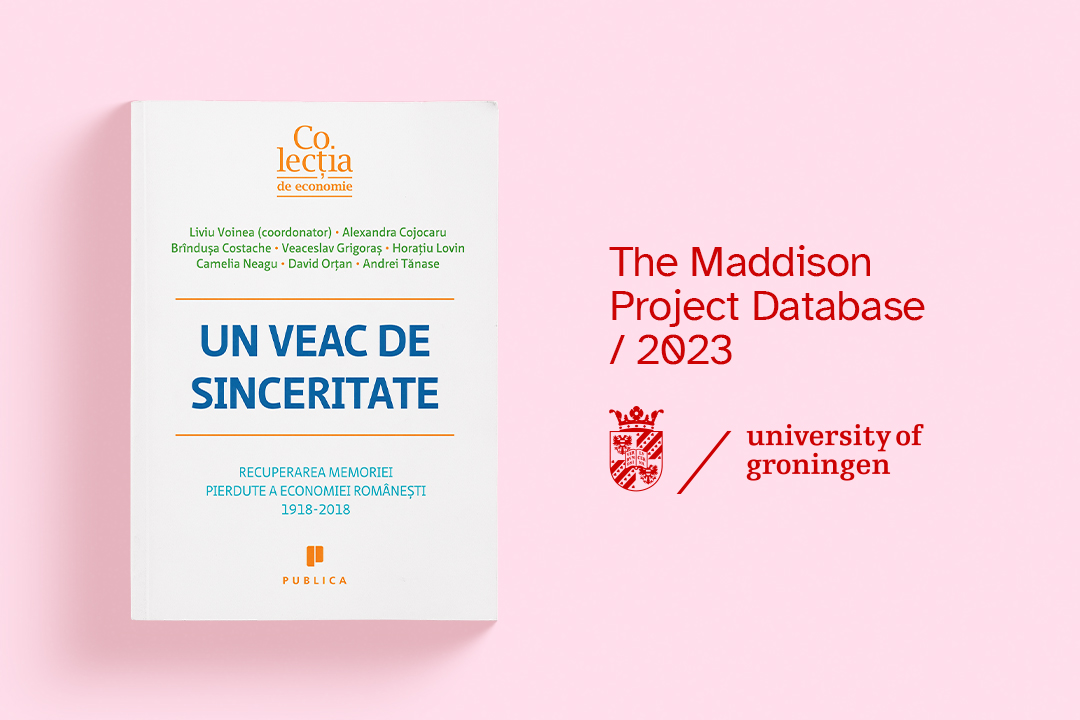 Co.
lecția
de economie
Liviu Voinea (coordonator) • Alexandra Cojocaru
Brîndușa Costache • Veaceslav Grigoraș • Horațiu Lovin
Camelia Neagu • David Orțan • Andrei Tănase
UN VEAC DE
SINCERITATE
RECUPERAREA MEMORIEI
PIERDUTE A ECONOMIEI ROMÂNEȘTI
1918-2018
PUBLICA
The Maddison
Project Database
/ 2023
university of
groningen